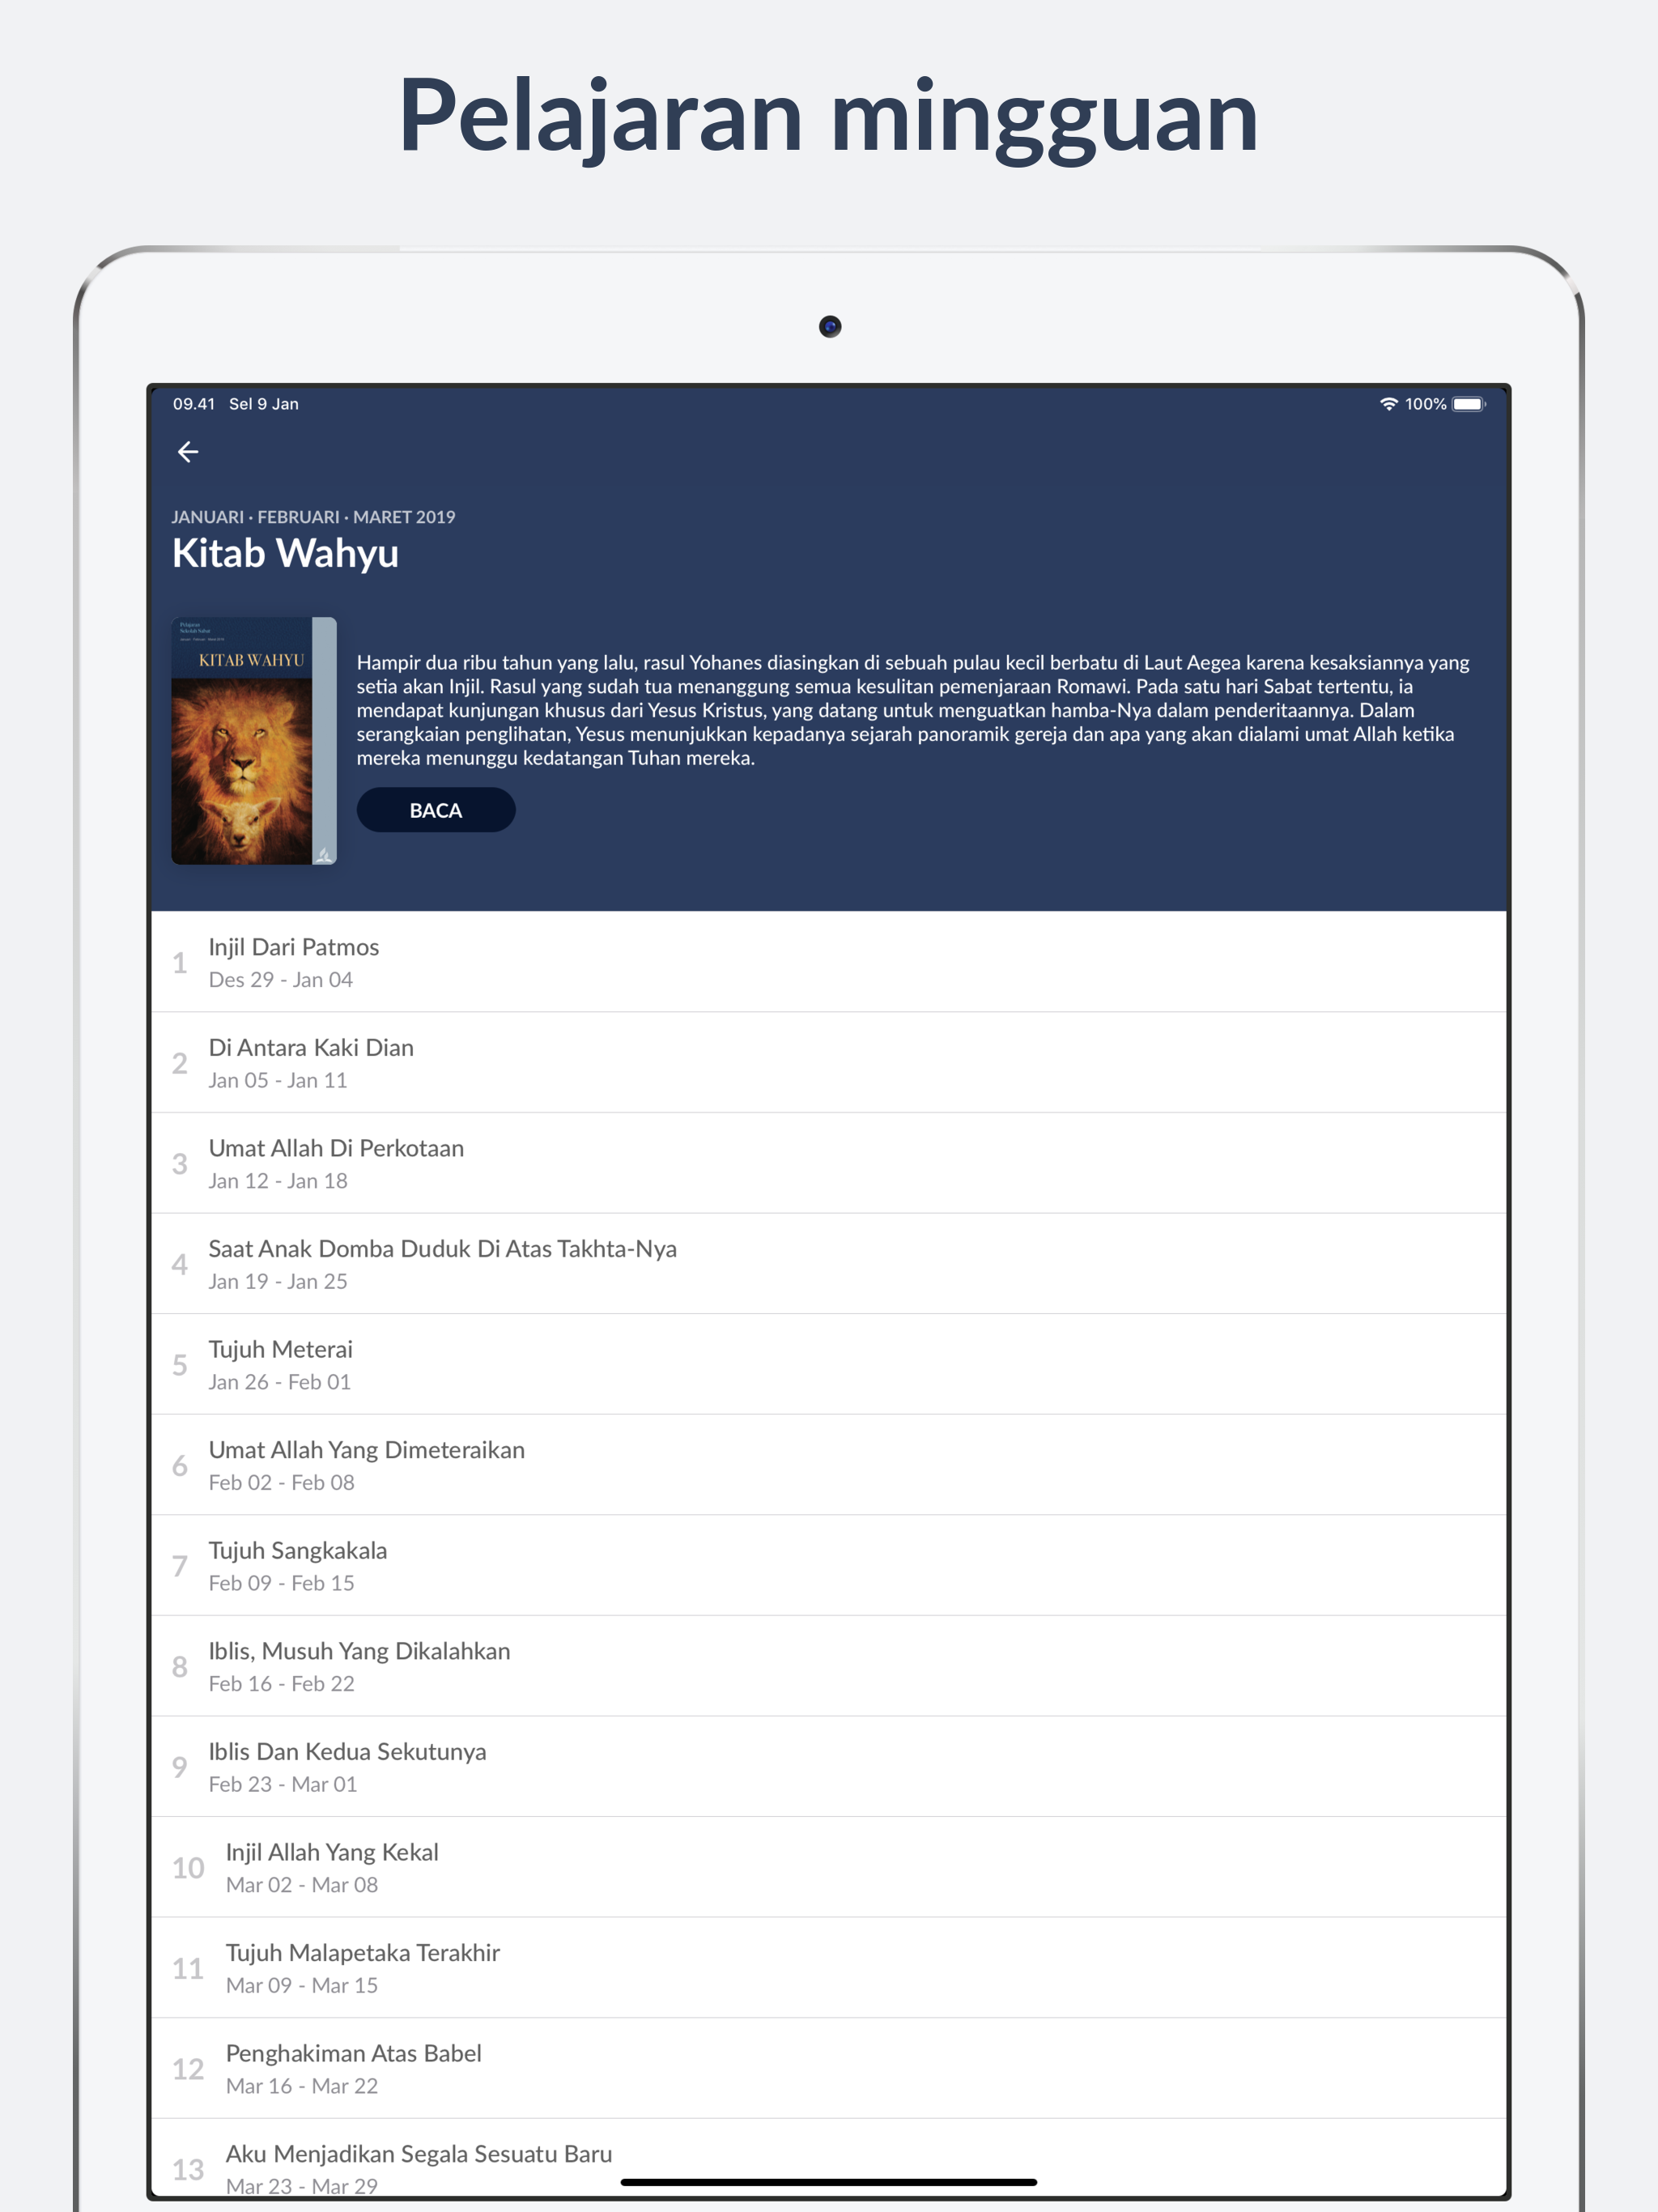 Pelajaran mingguan
09.41 Sel 9 Jan
100%
JANUARI · FEBRUARI · MARET 2019
Kitab Wahyu
Pelajaran
Sekolah Sabat
Januari · Februari · Maret 2019
KITAB WAHYU
Hampir dua ribu tahun yang lalu, rasul Yohanes diasingkan di sebuah pulau kecil berbatu di Laut Aegea karena kesaksiannya yang
setia akan Injil. Rasul yang sudah tua menanggung semua kesulitan pemenjaraan Romawi. Pada satu hari Sabat tertentu, ia
mendapat kunjungan khusus dari Yesus Kristus, yang datang untuk menguatkan hamba-Nya dalam penderitaannya. Dalam
serangkaian penglihatan, Yesus menunjukkan kepadanya sejarah panoramik gereja dan apa yang akan dialami umat Allah ketika
mereka menunggu kedatangan Tuhan mereka.
BACA
1 Injil Dari Patmos
Des 29 - Jan 04
2 Di Antara Kaki Dian
Jan 05 - Jan 11
3 Umat Allah Di Perkotaan
Jan 12 - Jan 18
4 Saat Anak Domba Duduk Di Atas Takhta-Nya
Jan 19 - Jan 25
5 Tujuh Meterai
Jan 26 - Feb 01
6 Umat Allah Yang Dimeteraikan
Feb 02 - Feb 08
7 Tujuh Sangkakala
Feb 09 - Feb 15
8 Iblis, Musuh Yang Dikalahkan
Feb 16 - Feb 22
9 Iblis Dan Kedua Sekutunya
Feb 23 - Mar 01
10 Injil Allah Yang Kekal
Mar 02 - Mar 08
11 Tujuh Malapetaka Terakhir
Mar 09 - Mar 15
12 Penghakiman Atas Babel
Mar 16 - Mar 22
13 Aku Menjadikan Segala Sesuatu Baru
Mar 23 - Mar 29